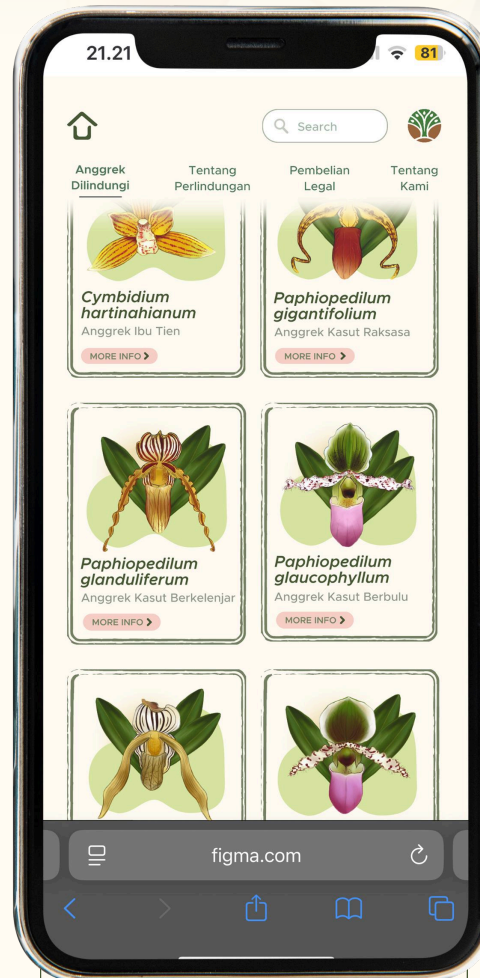 21.21
81
Search
Anggrek
Dilindungi
Tentang
Perlindungan
Pembelian
Legal
Tentang
Kami
Cymbidium
hartinahianum
Anggrek Ibu Tien
MORE INFO
Paphiopedilum
gigantifolium
Anggrek Kasut Raksasa
MORE INFO
Paphiopedilum
glanduliferum
Anggrek Kasut Berkelenjar
MORE INFO
Paphiopedilum
glaucophyllum
Anggrek Kasut Berbulu
MORE INFO
figma.com